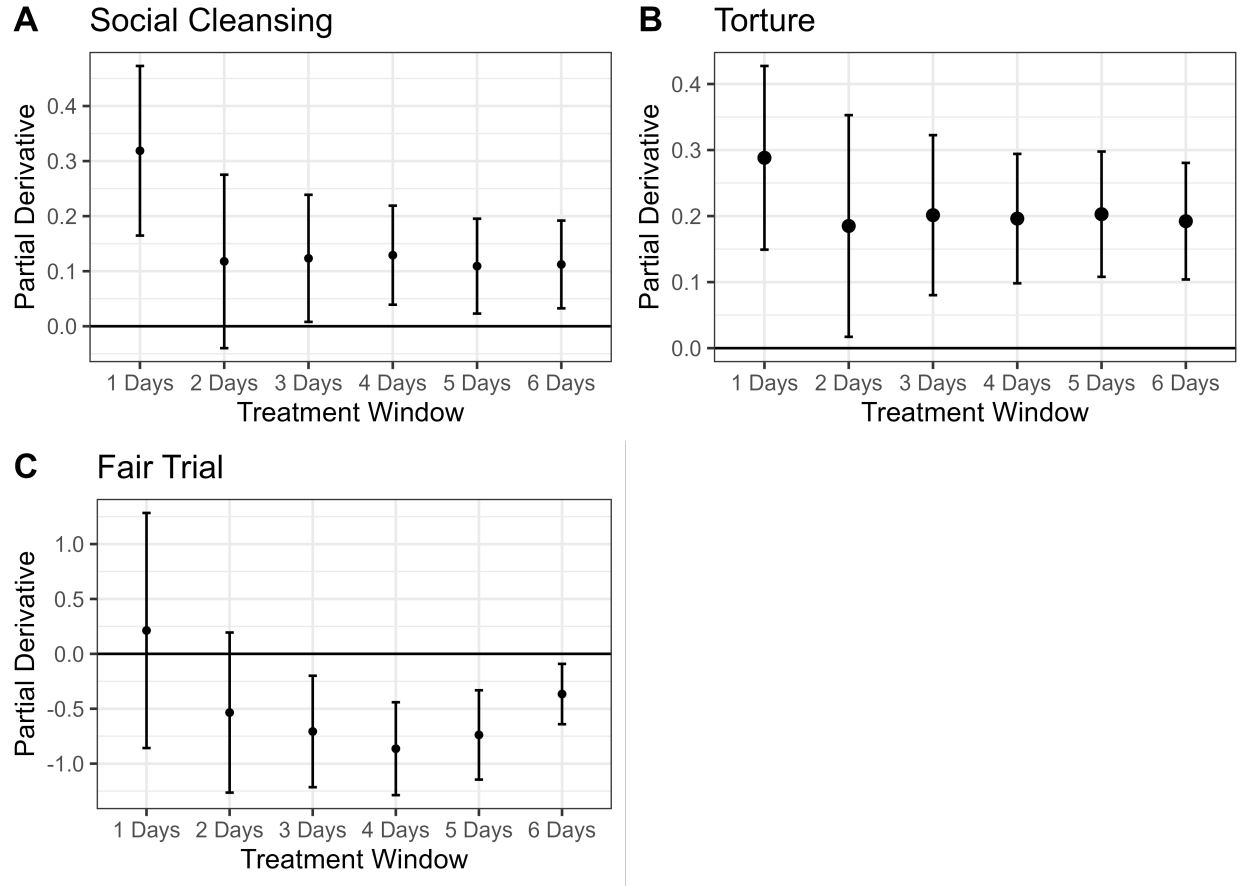 A Social Cleansing
Partial Derivative
0.4
0.3
0.2
0.1
0.0
1 Days 2 Days 3 Days 4 Days 5 Days 6 Days
Treatment Window
B Torture
Partial Derivative
0.4
0.3
0.2
0.1
0.0
1 Days 2 Days 3 Days 4 Days 5 Days 6 Days
Treatment Window
C Fair Trial
Partial Derivative
1.0
0.5
0.0
-0.5
-1.0
1 Days 2 Days 3 Days 4 Days 5 Days 6 Days
Treatment Window